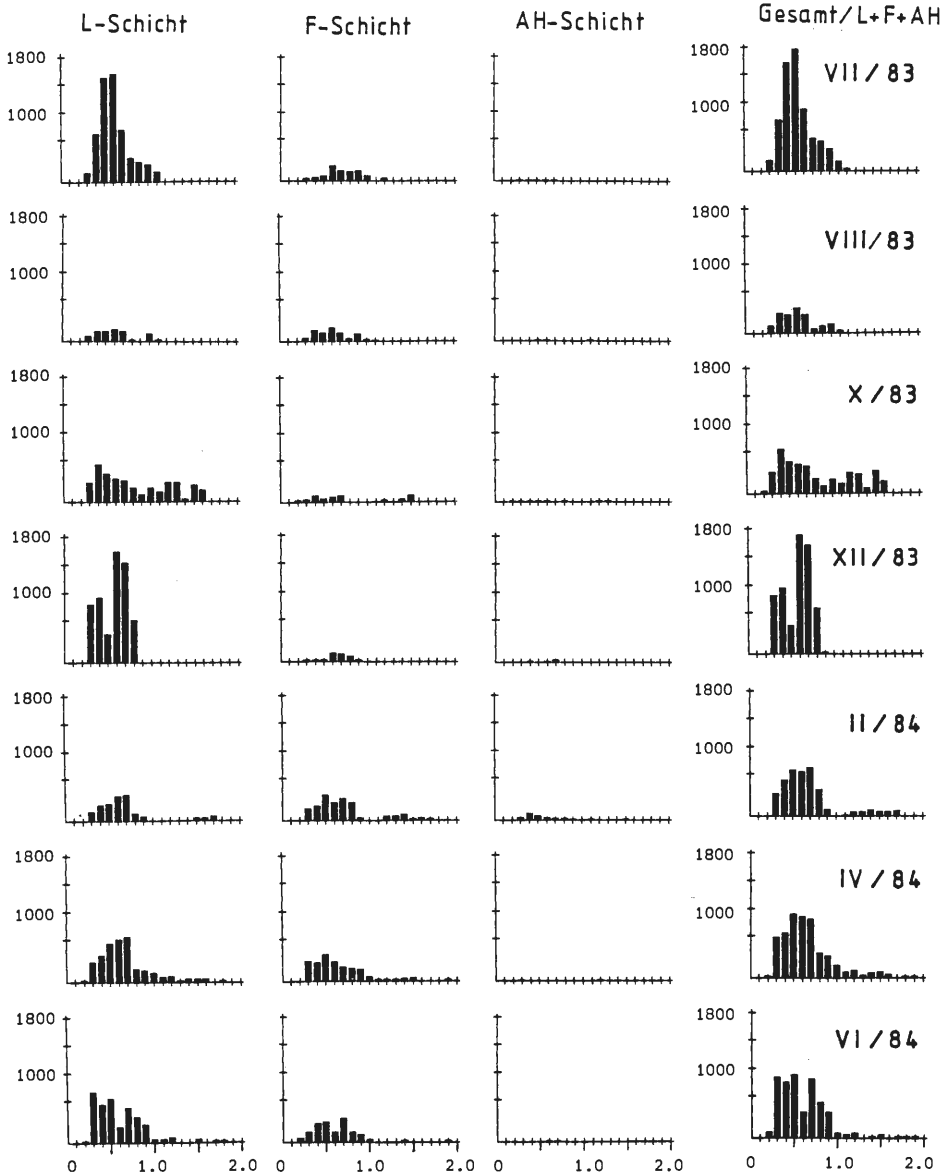 L-Schicht F-Schicht AH-Schicht Gesamt/L+F+AH
1800 1800 VII/83
1000 1000
1800 1800 VIII/83
1000 1000
1800 1800 X/83
1000 1000
1800 1800 XII/83
1000 1000
1800 1800 II/84
1000 1000
1800 1800 IV/84
1000 1000
1800 1800 VI/84
1000 1000
0 1.0 2.0 0 1.0 2.0 0 1.0 2.0 0 1.0 2.0